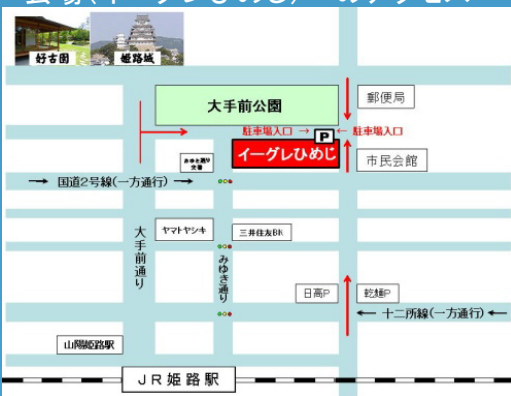 会場(イーグレひめじ)へのアクセス
好古園
姫路城
大手前公園
郵便局
駐車場入口 →
P
← 駐車場入口
イーグレひめじ
市民会館
みゆき通り
交番
→ 国道2号線(一方通行) →
大手前通り
ヤマトヤシキ
三井住友BK
みゆき通り
日高P
乾麺P
← 十二所線(一方通行) ←
山陽姫路駅
JR姫路駅